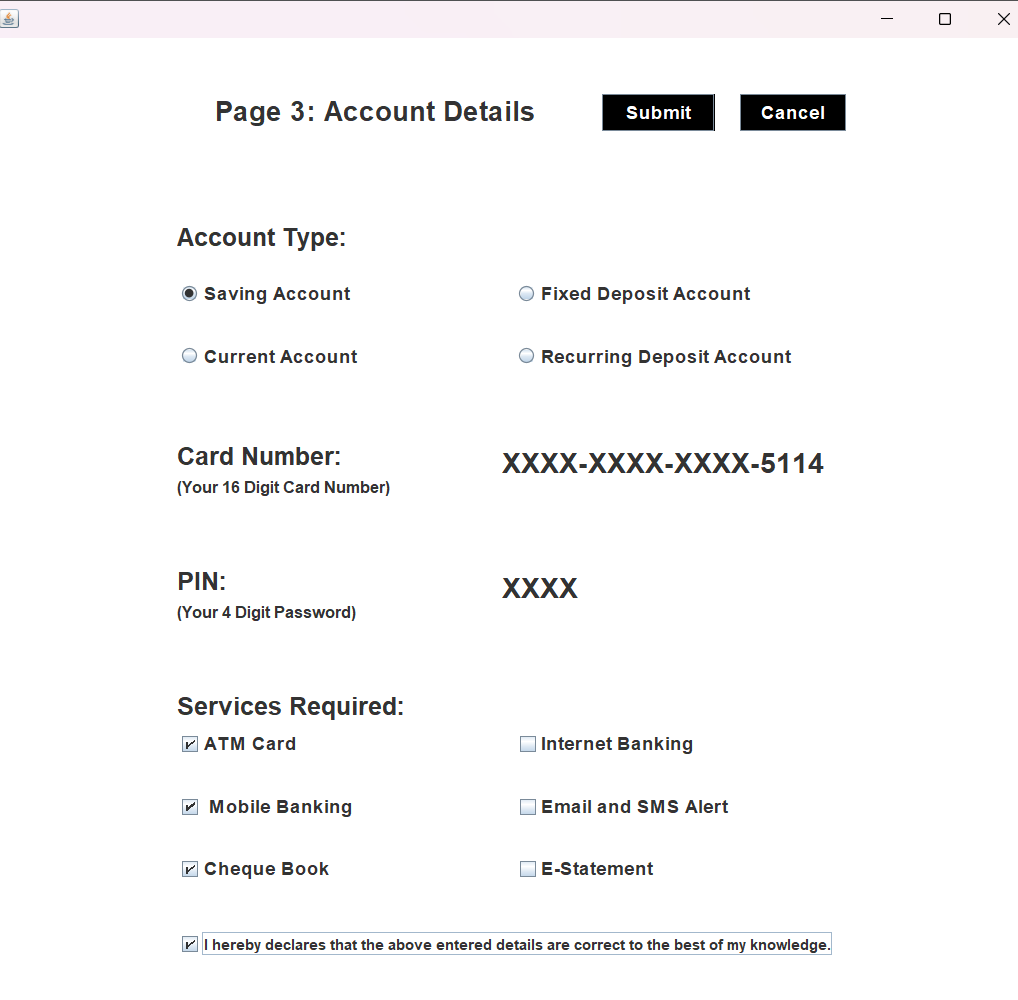 Page 3: Account Details Submit Cancel
Account Type:
Saving Account Fixed Deposit Account
Current Account Recurring Deposit Account
Card Number: XXXX-XXXX-XXXX-5114
(Your 16 Digit Card Number)
PIN: XXXX
(Your 4 Digit Password)
Services Required:
ATM Card Internet Banking
Mobile Banking Email and SMS Alert
Cheque Book E-Statement
I hereby declares that the above entered details are correct to the best of my knowledge.